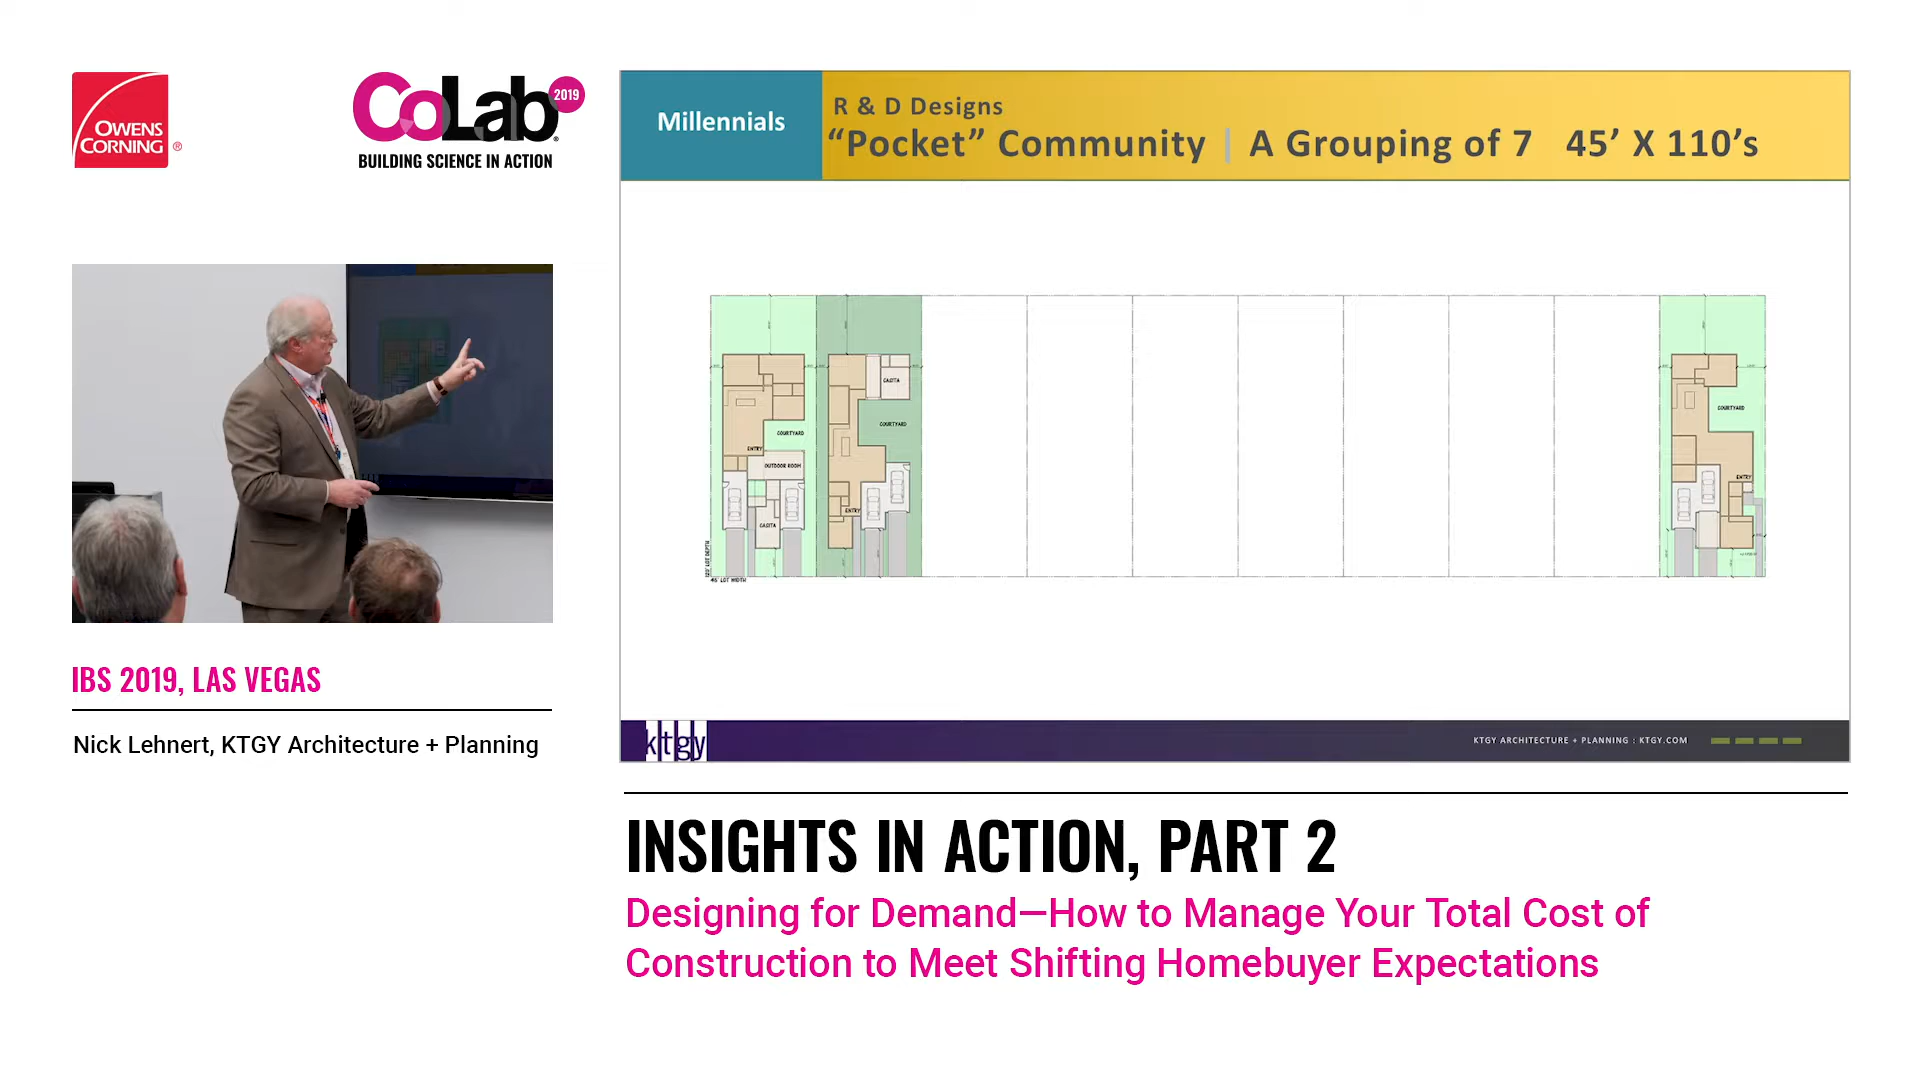 OWENS
CORNING ®
CoLab 2019
BUILDING SCIENCE IN ACTION
Millennials
R & D Designs
“Pocket” Community | A Grouping of 7 45’ X 110’s
CASITA
COURTYARD
COURTYARD
COURTYARD
ENTRY
OUTDOOR ROOM
ENTRY
ENTRY
CASITA
45' LOT WIDTH
ktgy
KTGY ARCHITECTURE + PLANNING : KTGY.COM
IBS 2019, LAS VEGAS
Nick Lehnert, KTGY Architecture + Planning
INSIGHTS IN ACTION, PART 2
Designing for Demand—How to Manage Your Total Cost of
Construction to Meet Shifting Homebuyer Expectations